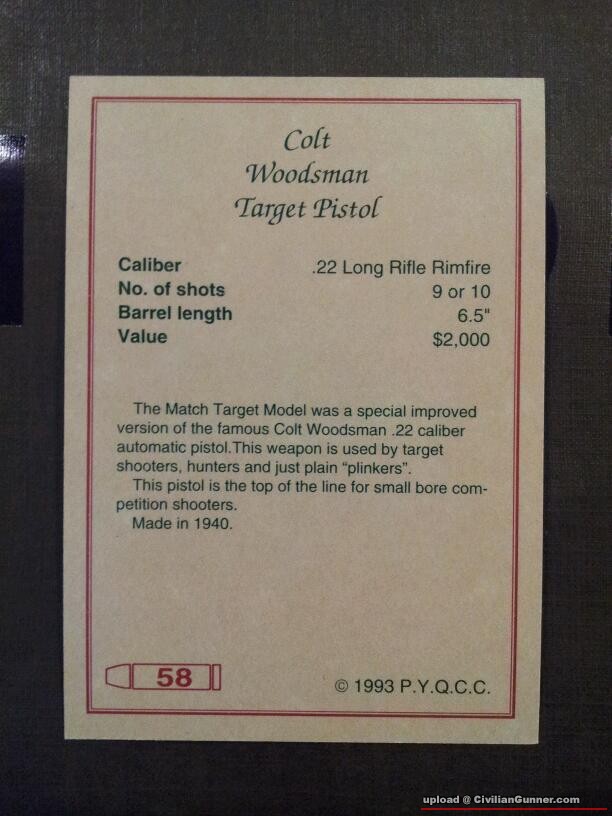 Colt
Woodsman
Target Pistol
Caliber .22 Long Rifle Rimfire
No. of shots 9 or 10
Barrel length 6.5"
Value $2,000
The Match Target Model was a special improved
version of the famous Colt Woodsman .22 caliber
automatic pistol.This weapon is used by target
shooters, hunters and just plain “plinkers”.
This pistol is the top of the line for small bore com-
petition shooters.
Made in 1940.
58
© 1993 P.Y.Q.C.C.
upload @ CivilianGunner.com